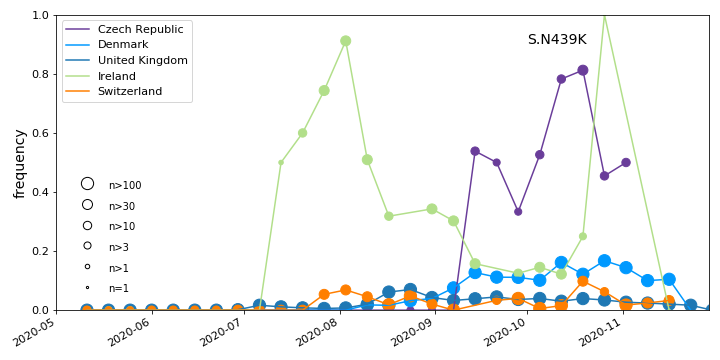 S.N439K
Czech Republic
Denmark
United Kingdom
Ireland
Switzerland
frequency
1.0
0.8
0.6
0.4
0.2
0.0
n>100
n>30
n>10
n>3
n>1
n=1
2020-05
2020-06
2020-07
2020-08
2020-09
2020-10
2020-11